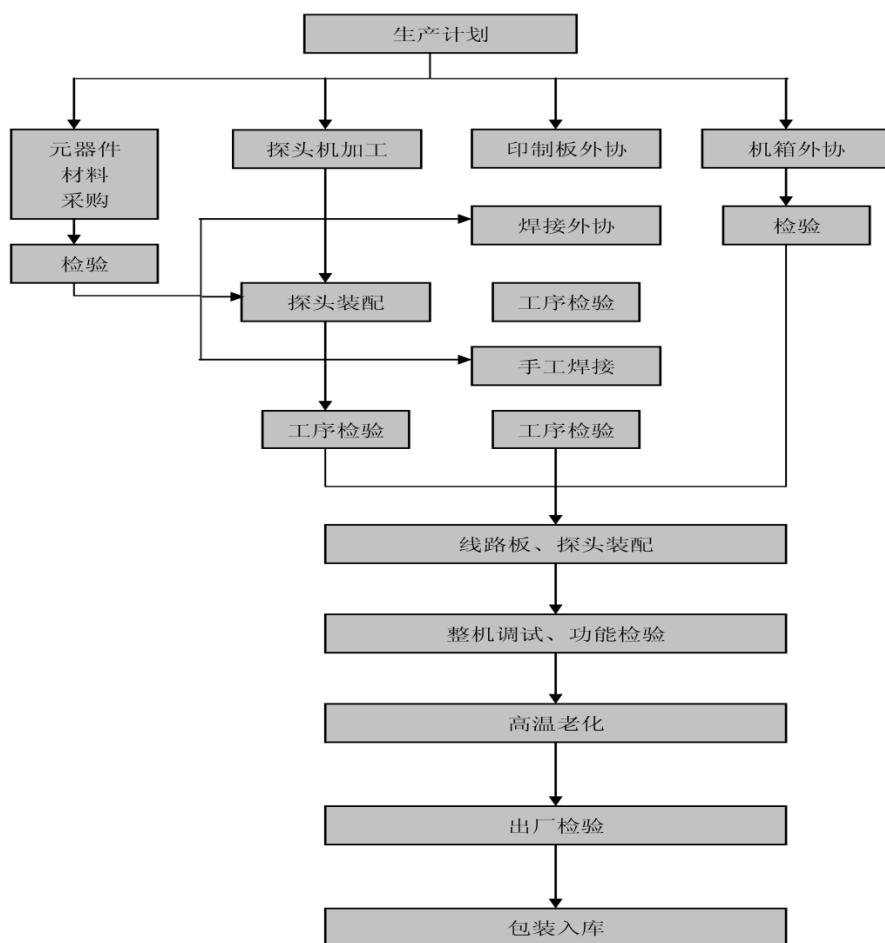 生产计划
元器件
材料
采购
探头机加工
印制板外协
机箱外协
焊接外协
检验
检验
探头装配
工序检验
手工焊接
工序检验
工序检验
线路板、探头装配
整机调试、功能检验
高温老化
出厂检验
包装入库